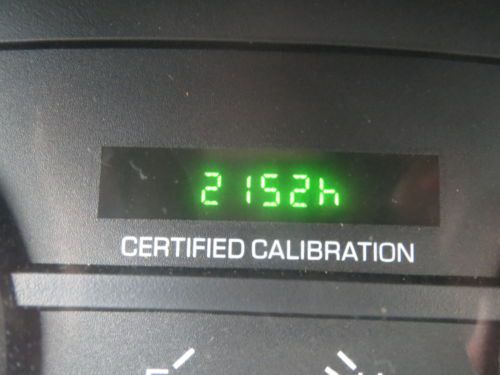 2152h
CERTIFIED CALIBRATION